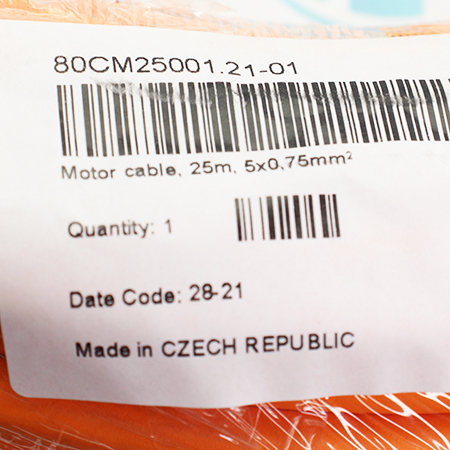 80CM25001.21-01
Motor cable, 25m, 5x0,75mm²
Quantity: 1
Date Code: 28-21
Made in CZECH REPUBLIC